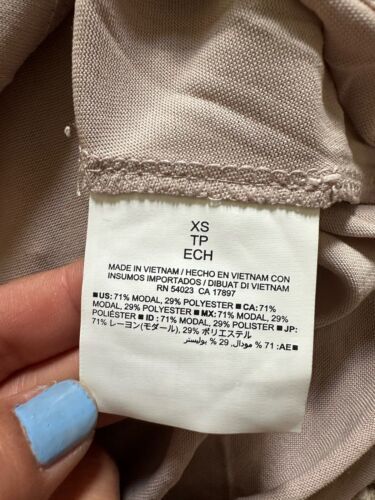 XS
TP
ECH
MADE IN VIETNAM / HECHO EN VIETNAM CON
INSUMOS IMPORTADOS / DIBUAT DI VIETNAM
RN 54023 CA 17897
■ US: 71% MODAL, 29% POLYESTER ■ CA: 71%
MODAL, 29% POLYESTER ■ MX: 71% MODAL, 29%
POLIÉSTER ■ ID: 71% MODAL, 29% POLISTER ■ JP:
71% レーヨン(モダール), 29% ポリエステル
■ AE: 71 % مودال, 29 % بوليستر